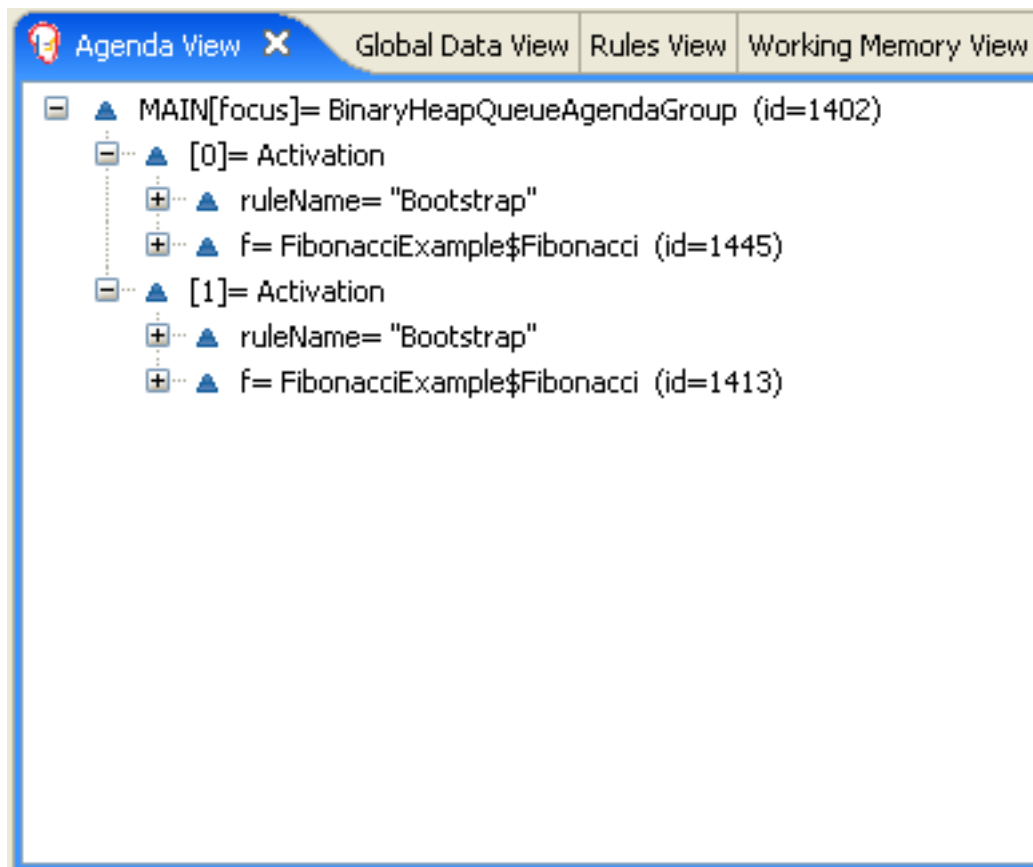 Agenda View Global Data View Rules View Working Memory View
MAIN[focus]= BinaryHeapQueueAgendaGroup (id=1402)
[0]= Activation
ruleName= "Bootstrap"
f= FibonacciExample$Fibonacci (id=1445)
[1]= Activation
ruleName= "Bootstrap"
f= FibonacciExample$Fibonacci (id=1413)